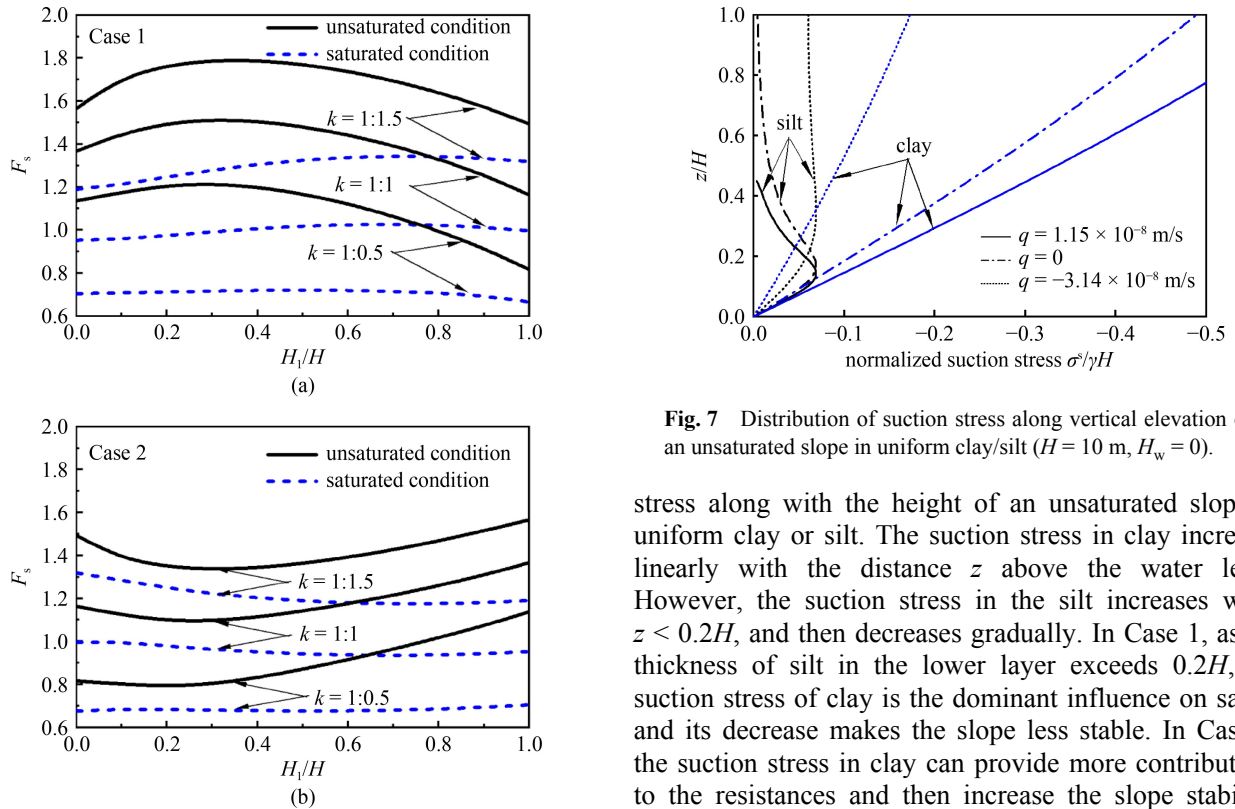 2.0
1.8
1.6
1.4
1.2
1.0
0.8
0.6
F_s
Case 1
unsaturated condition
saturated condition
k = 1:1.5
k = 1:1
k = 1:0.5
0.0 0.2 0.4 0.6 0.8 1.0
H_1/H
(a)
2.0
1.8
1.6
1.4
1.2
1.0
0.8
0.6
F_s
Case 2
unsaturated condition
saturated condition
k = 1:1.5
k = 1:1
k = 1:0.5
0.0 0.2 0.4 0.6 0.8 1.0
H_1/H
(b)
1.0
0.8
0.6
0.4
0.2
0.0
z/H
silt
clay
q = 1.15 × 10⁻⁸ m/s
q = 0
q = −3.14 × 10⁻⁸ m/s
0.0 −0.1 −0.2 −0.3 −0.4 −0.5
normalized suction stress σˢ/γH
Fig. 7 Distribution of suction stress along vertical elevation
an unsaturated slope in uniform clay/silt (H = 10 m, H_w = 0).
stress along with the height of an unsaturated slop
uniform clay or silt. The suction stress in clay incre
linearly with the distance z above the water le
However, the suction stress in the silt increases w
z < 0.2H, and then decreases gradually. In Case 1, as
thickness of silt in the lower layer exceeds 0.2H,
suction stress of clay is the dominant influence on sa
and its decrease makes the slope less stable. In Cas
the suction stress in clay can provide more contribut
to the resistances and then increase the slope stabi